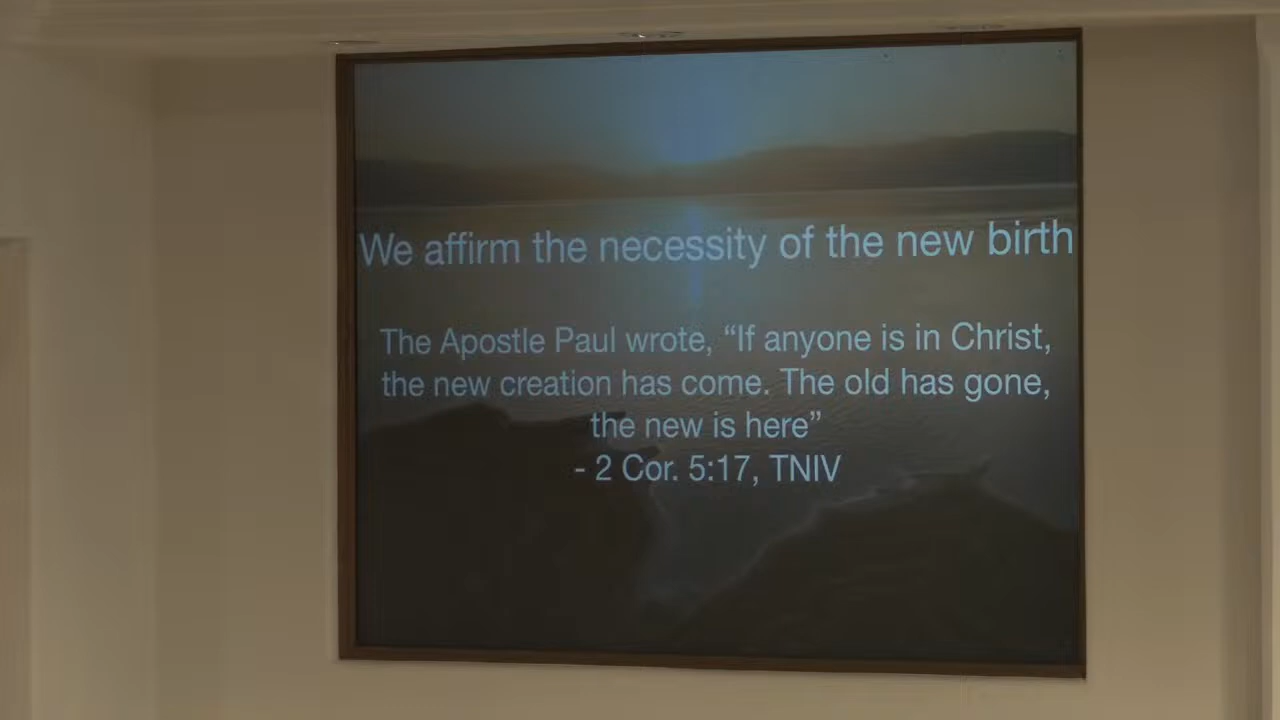 We affirm the necessity of the new birth
The Apostle Paul wrote, “If anyone is in Christ,
the new creation has come. The old has gone,
the new is here”
- 2 Cor. 5:17, TNIV